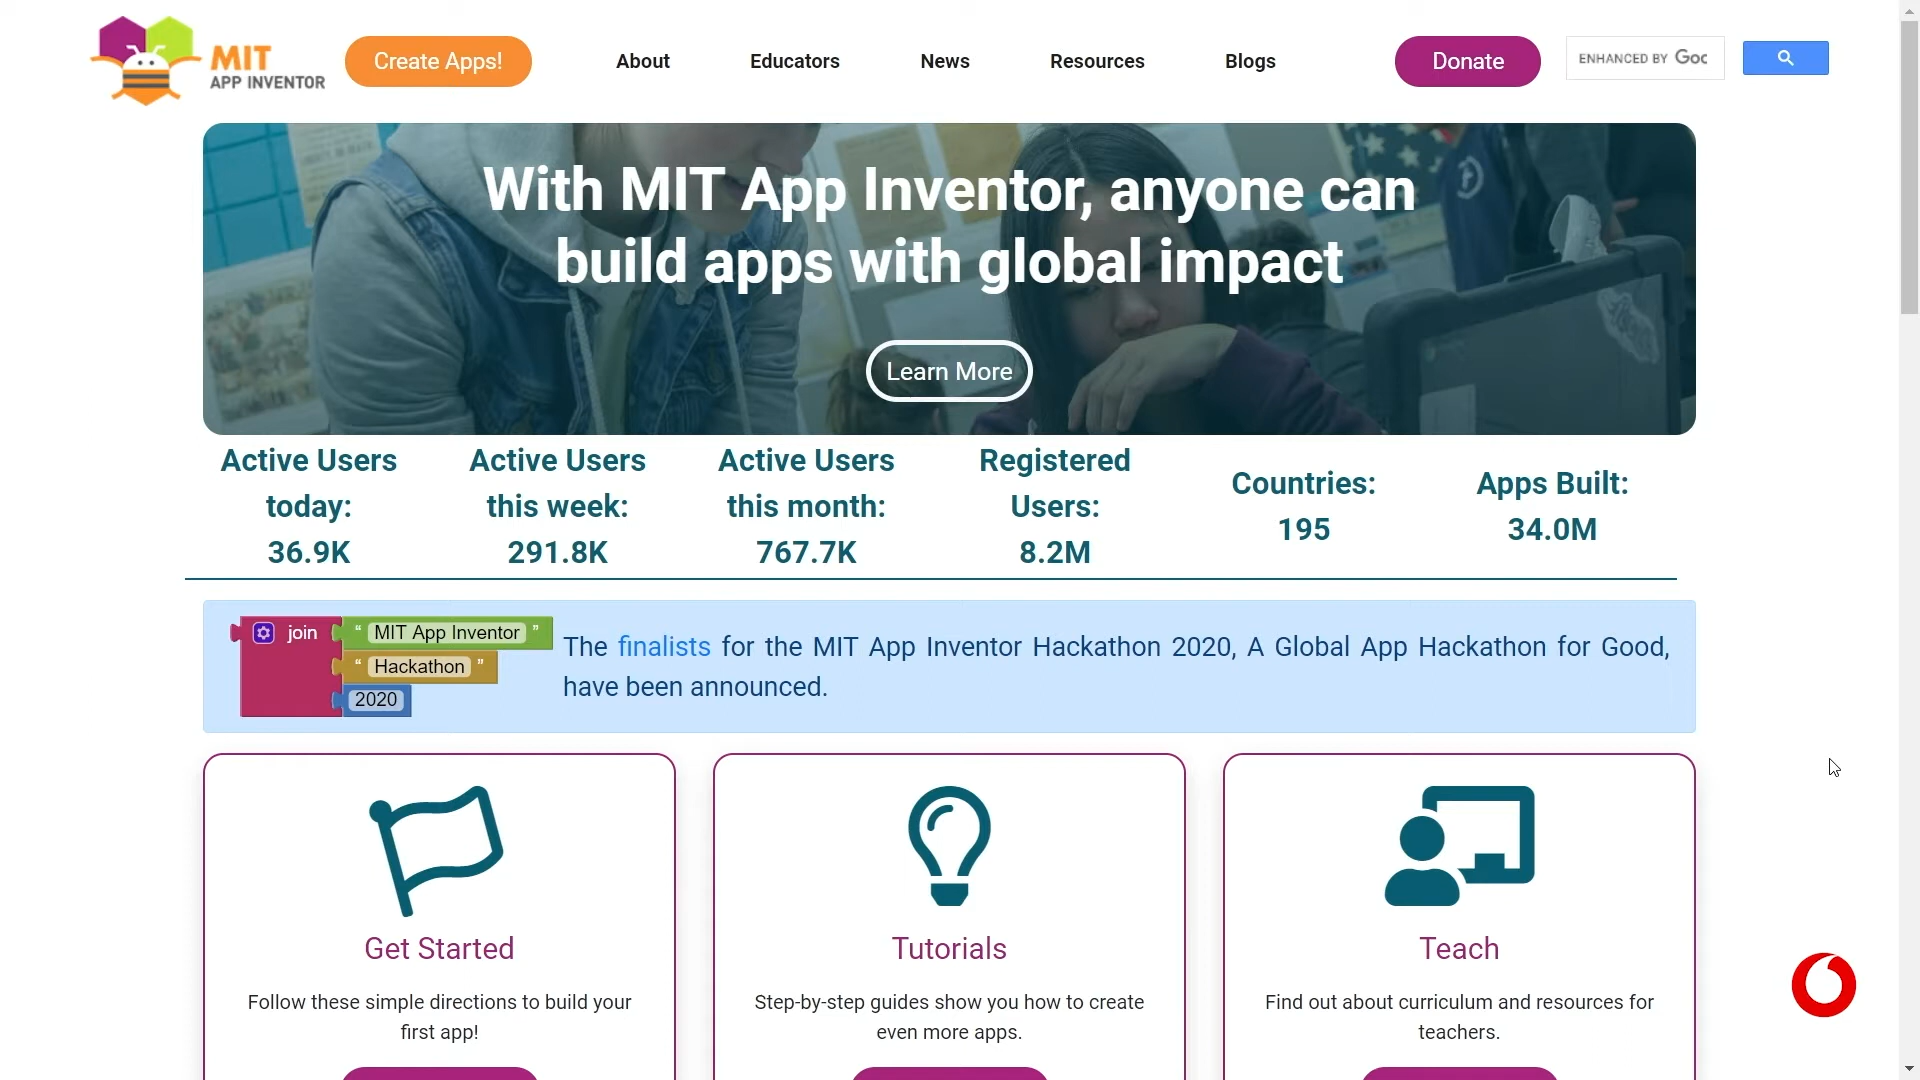 MIT
APP INVENTOR
Create Apps!
About
Educators
News
Resources
Blogs
Donate
ENHANCED BY Goo
With MIT App Inventor, anyone can
build apps with global impact
Learn More
Active Users
today:
36.9K
Active Users
this week:
291.8K
Active Users
this month:
767.7K
Registered
Users:
8.2M
Countries:
195
Apps Built:
34.0M
join “ MIT App Inventor ”
“ Hackathon ”
2020
The finalists for the MIT App Inventor Hackathon 2020, A Global App Hackathon for Good,
have been announced.
Get Started
Follow these simple directions to build your
first app!
Tutorials
Step-by-step guides show you how to create
even more apps.
Teach
Find out about curriculum and resources for
teachers.